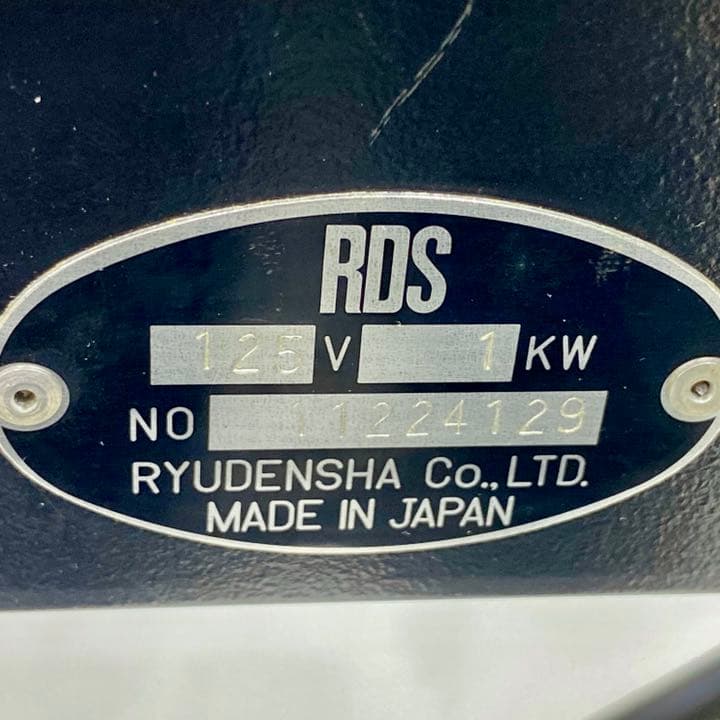 RDS
125 V 1 KW
NO 11224129
RYUDENSHA Co., LTD.
MADE IN JAPAN